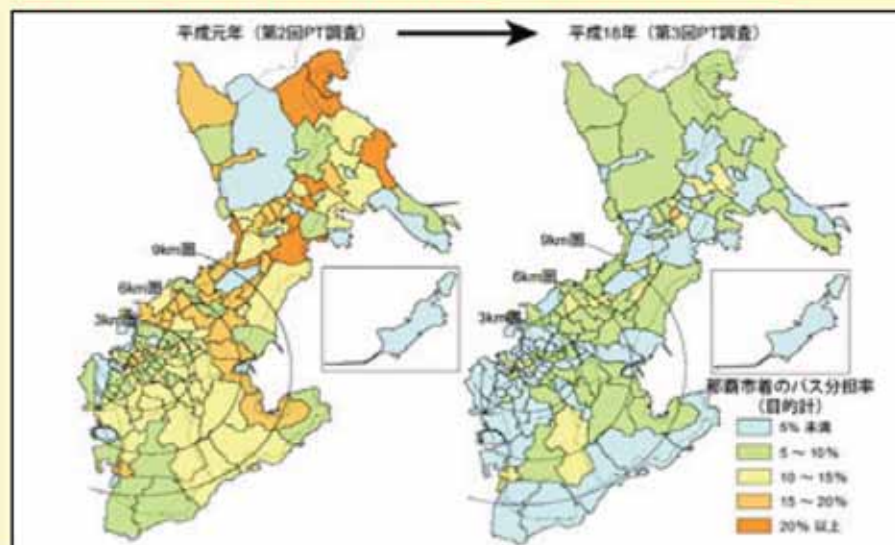 平成元年（第2回PT調査）
平成18年（第3回PT調査）
9km圏
6km圏
3km圏
9km圏
6km圏
3km圏
那覇市着のバス分担率
（目的計）
5% 未満
5 ～ 10%
10 ～ 15%
15 ～ 20%
20% 以上